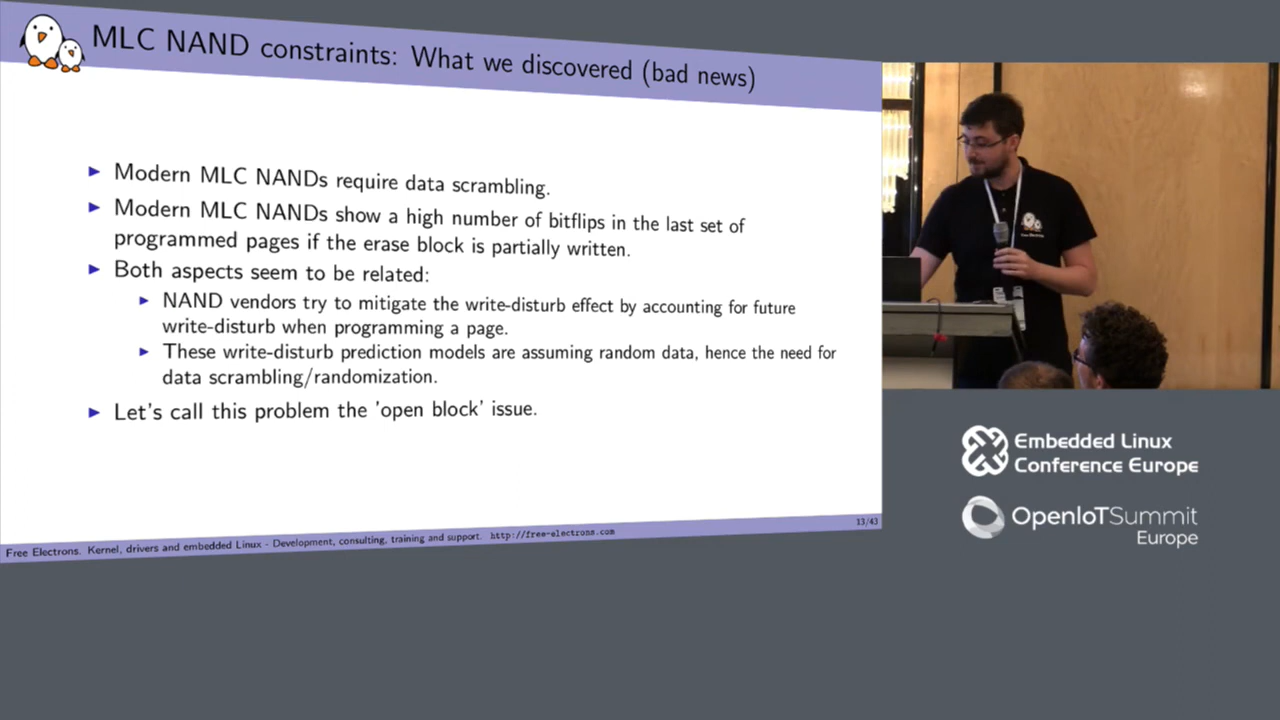 MLC NAND constraints: What we discovered (bad news)
Modern MLC NANDs require data scrambling.
Modern MLC NANDs show a high number of bitflips in the last set of
programmed pages if the erase block is partially written.
Both aspects seem to be related:
NAND vendors try to mitigate the write-disturb effect by accounting for future
write-disturb when programming a page.
These write-disturb prediction models are assuming random data, hence the need for
data scrambling/randomization.
Let's call this problem the 'open block' issue.
Free Electrons. Kernel, drivers and embedded Linux - Development, consulting, training and support. http://free-electrons.com
13/43
Embedded Linux
Conference Europe
OpenIoTSummit
Europe